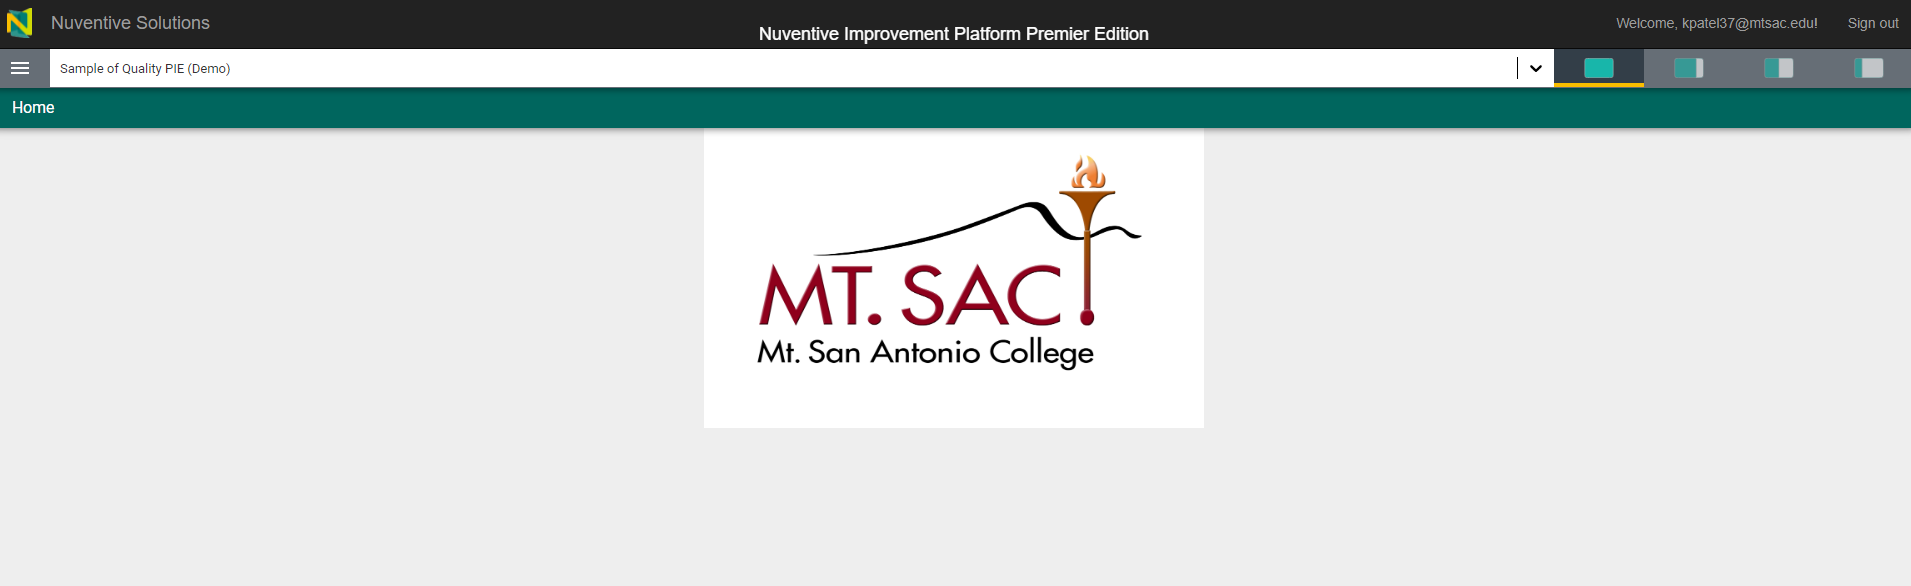 Nuventive Solutions
Nuventive Improvement Platform Premier Edition
Welcome, kpatel37@mtsac.edu!
Sign out
Sample of Quality PIE (Demo)
Home
MT. SAC
Mt. San Antonio College